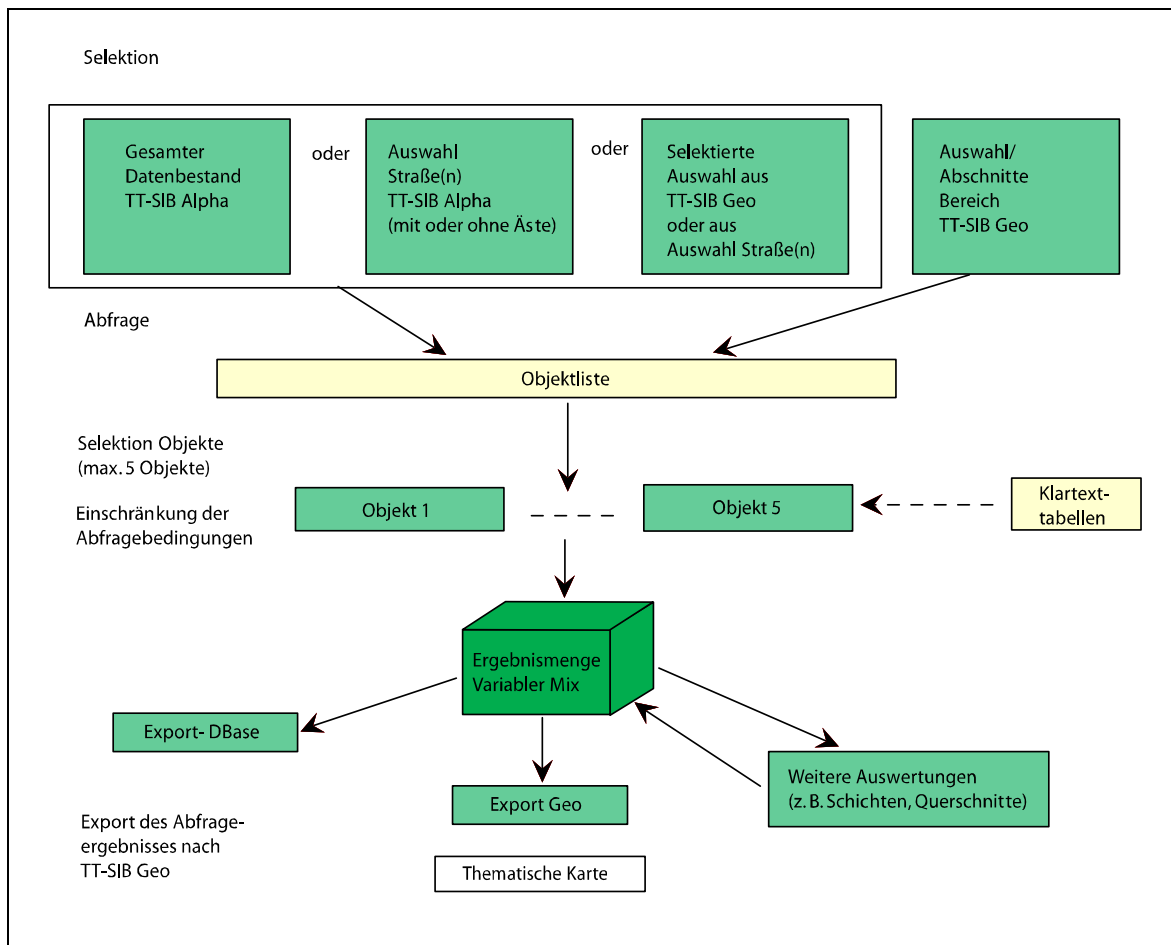 Selektion
Gesamter
Datenbestand
TT-SIB Alpha
oder
Auswahl
Straße(n)
TT-SIB Alpha
(mit oder ohne Äste)
oder
Selektierte
Auswahl aus
TT-SIB Geo
oder aus
Auswahl Straße(n)
Auswahl/
Abschnitte
Bereich
TT-SIB Geo
Abfrage
Objektliste
Selektion Objekte
(max. 5 Objekte)
Einschränkung der
Abfragebedingungen
Objekt 1
Objekt 5
Klartext-
tabellen
Ergebnismenge
Variabler Mix
Export- DBase
Export Geo
Weitere Auswertungen
(z. B. Schichten, Querschnitte)
Export des Abfrage-
ergebnisses nach
TT-SIB Geo
Thematische Karte